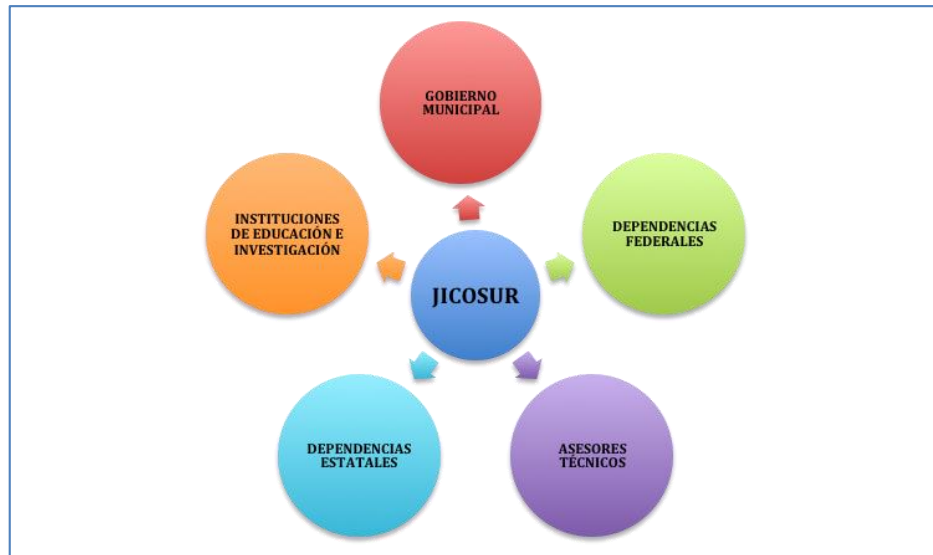 GOBIERNO
MUNICIPAL
INSTITUCIONES
DE EDUCACIÓN E
INVESTIGACIÓN
DEPENDENCIAS
FEDERALES
JICOSUR
DEPENDENCIAS
ESTATALES
ASESORES
TÉCNICOS